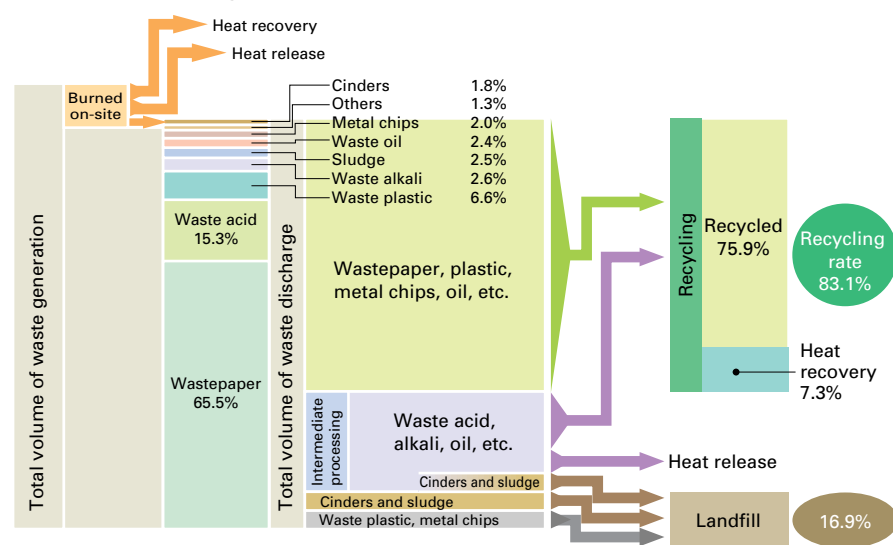 Heat recovery
Heat release
Burned
on-site
Cinders 1.8%
Others 1.3%
Metal chips 2.0%
Waste oil 2.4%
Sludge 2.5%
Waste alkali 2.6%
Waste plastic 6.6%
Waste acid
15.3%
Wastepaper
65.5%
Total volume of waste generation
Total volume of waste discharge
Wastepaper, plastic,
metal chips, oil, etc.
Intermediate
processing
Waste acid,
alkali, oil, etc.
Cinders and sludge
Cinders and sludge
Waste plastic, metal chips
Recycling
Recycled
75.9%
Recycling
rate
83.1%
Heat
recovery
7.3%
Heat release
Landfill
16.9%